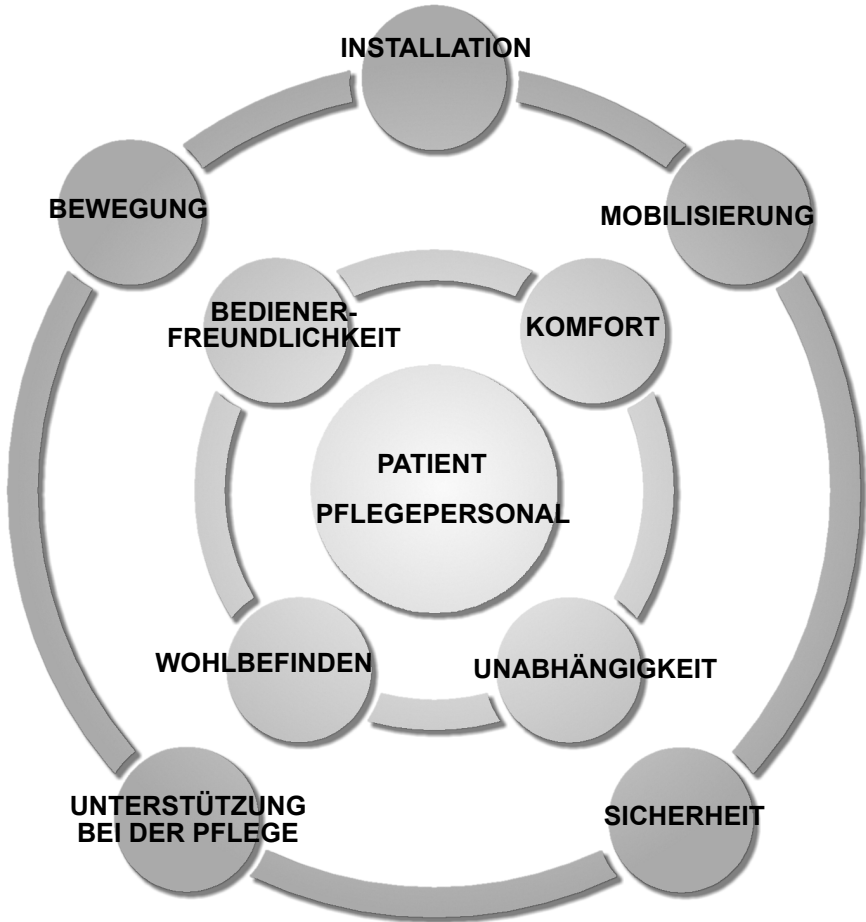 INSTALLATION
BEWEGUNG
MOBILISIERUNG
BEDIENER-
FREUNDLICHKEIT
KOMFORT
PATIENT
PFLEGEPERSONAL
WOHLBEFINDEN
UNABHÄNGIGKEIT
UNTERSTÜTZUNG
BEI DER PFLEGE
SICHERHEIT